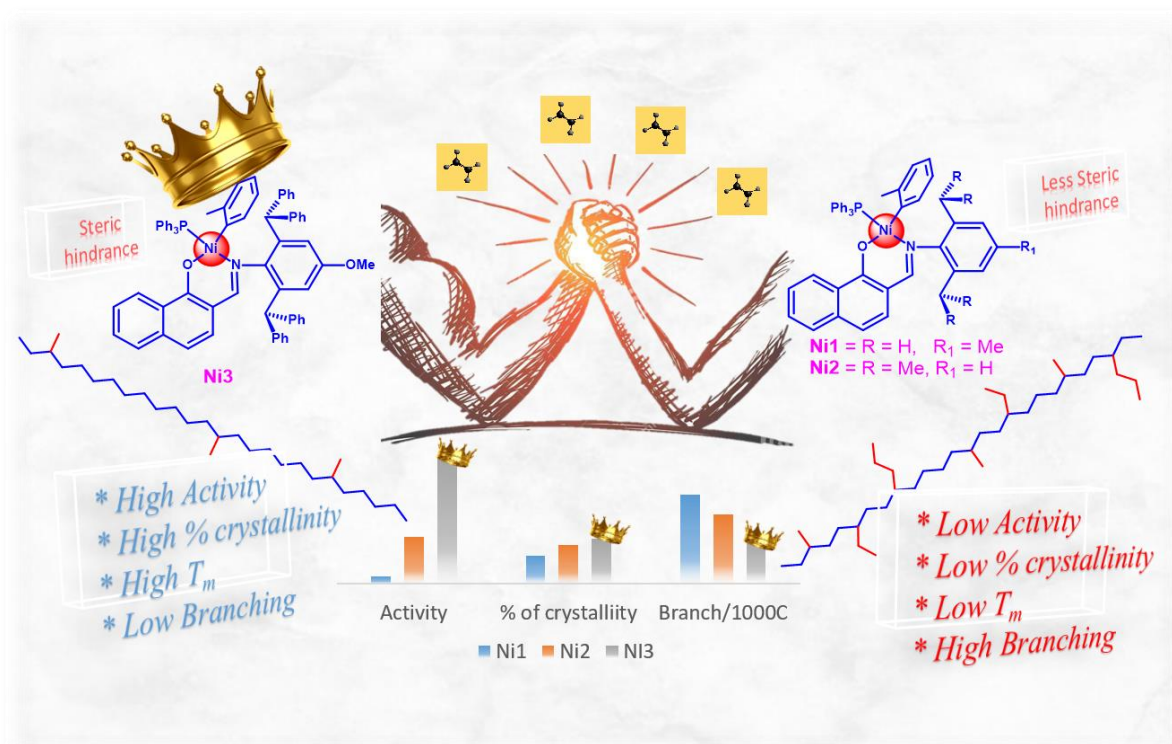 Steric
hindrance
Ph₃P
Ni
O
N
Ph
Ph
OMe
Ph
Ph
Ni3
* High Activity
* High % crystallinity
* High Tₘ
* Low Branching
Less Steric
hindrance
Ph₃P
Ni
O
N
R
R
R₁
R
R
Ni1 = R = H, R₁ = Me
Ni2 = R = Me, R₁ = H
* Low Activity
* Low % crystallinity
* Low Tₘ
* High Branching
Activity
% of crystalliity
Branch/1000C
Ni1 Ni2 NI3